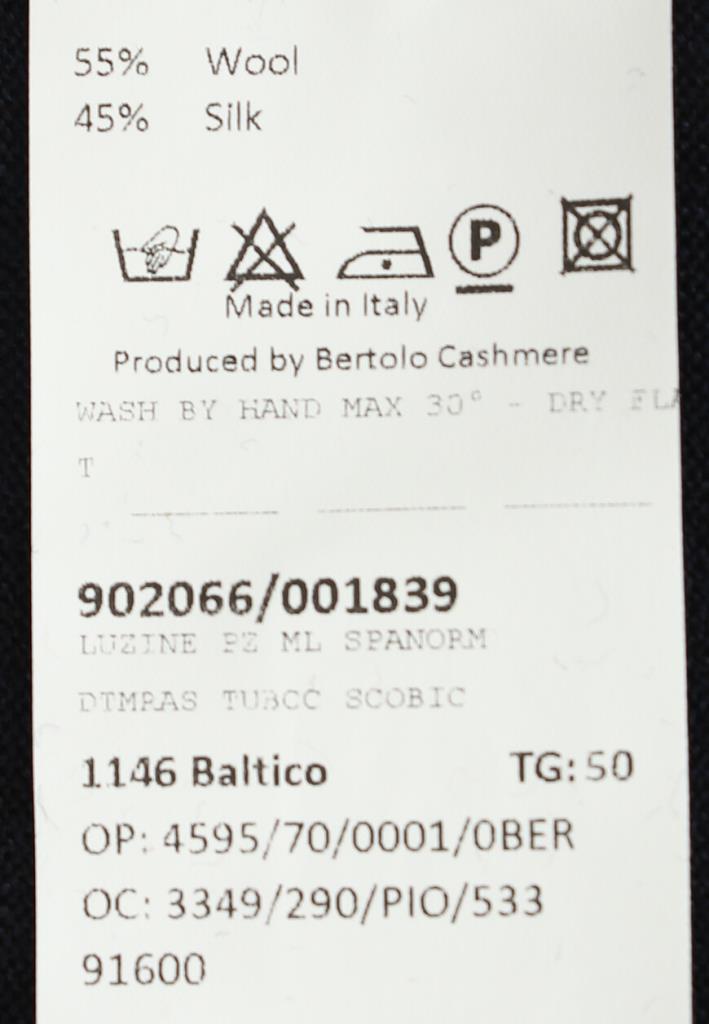 55% Wool
45% Silk
P
Made in Italy
Produced by Bertolo Cashmere
WASH BY HAND MAX 30° - DRY FLA
T
902066/001839
LUZINE PZ ML SPANORM
SCOBIC
1146 Baltico TG: 50
OP: 4595/70/0001/0BER
OC: 3349/290/PIO/533
91600